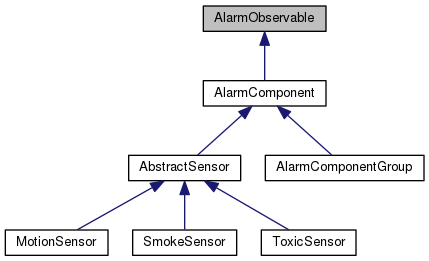 AlarmObservable
AlarmComponent
AbstractSensor
AlarmComponentGroup
MotionSensor
SmokeSensor
ToxicSensor